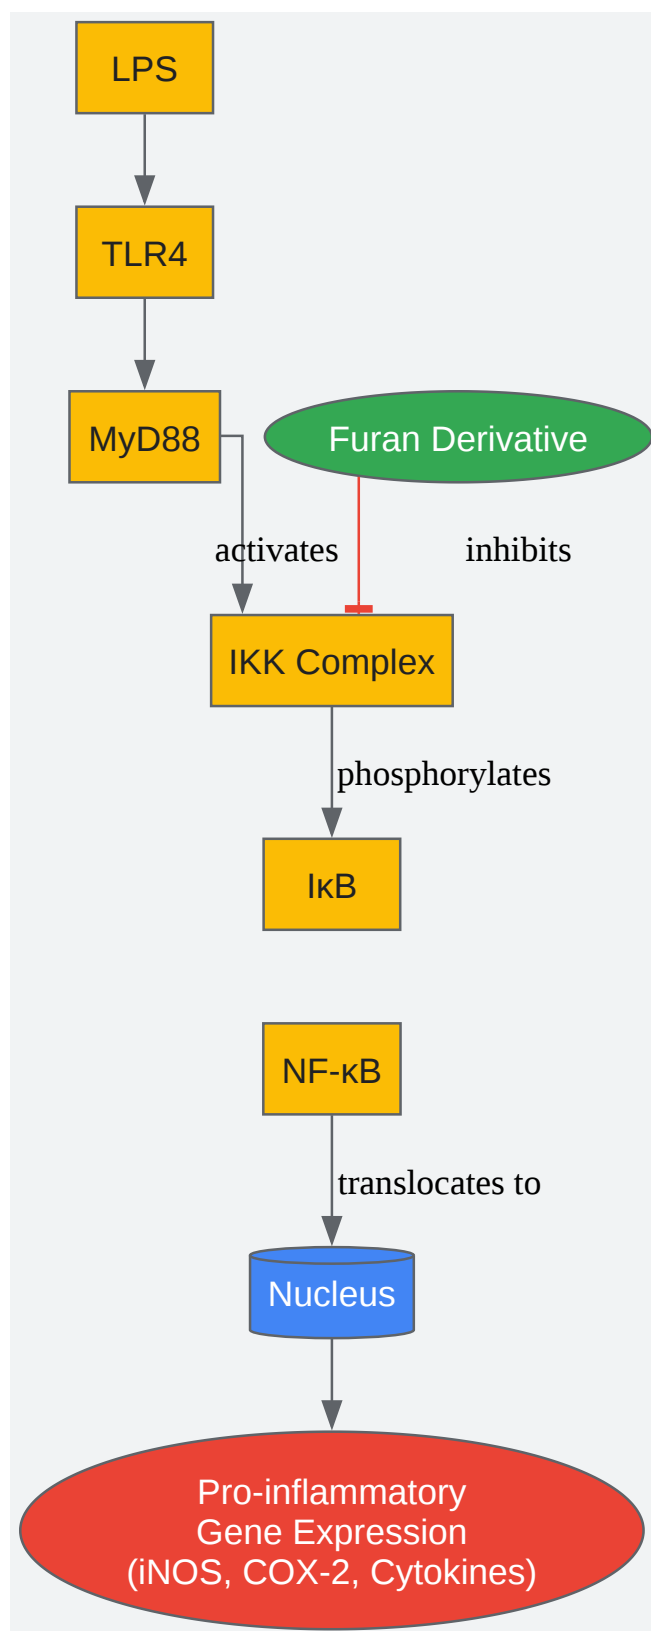 LPS
TLR4
MyD88
Furan Derivative
activates
inhibits
IKK Complex
phosphorylates
IκB
NF-κB
translocates to
Nucleus
Pro-inflammatory
Gene Expression
(iNOS, COX-2, Cytokines)